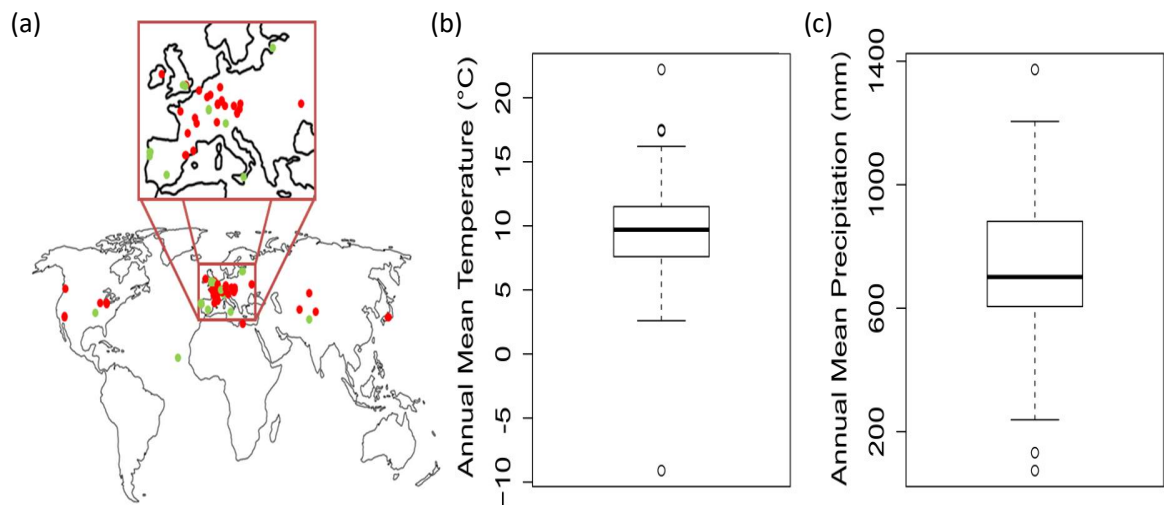 (a)
(b)
Annual Mean Temperature (°C)
20
15
10
5
0
−5
−10
(c)
Annual Mean Precipitation (mm)
1400
1000
600
200